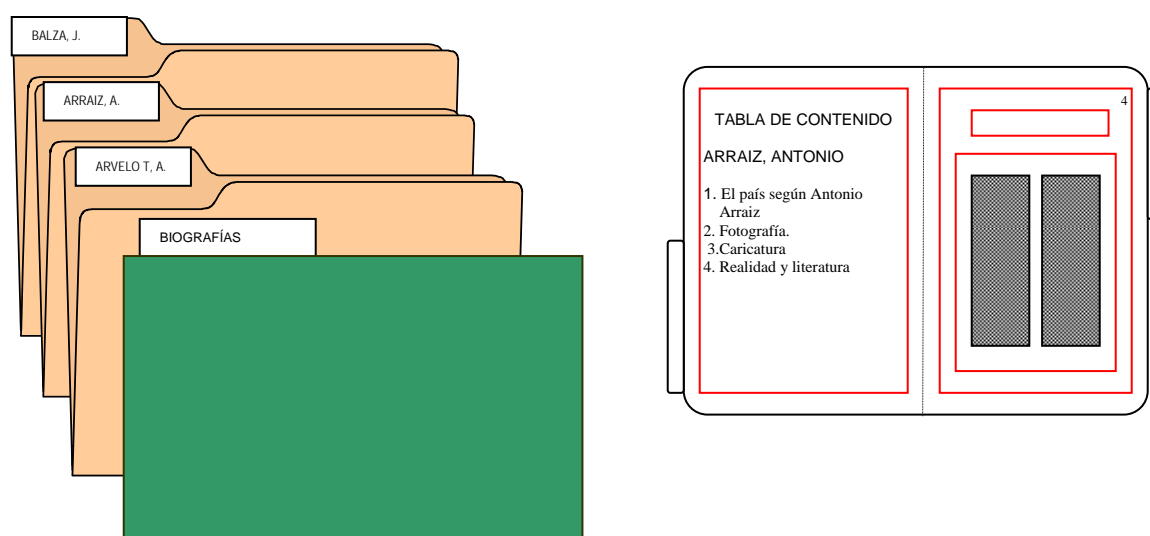 BALZA, J.
ARRAIZ, A.
ARVELO T, A.
BIOGRAFÍAS
TABLA DE CONTENIDO
ARRAIZ, ANTONIO
1. El país según Antonio
Arraiz
2. Fotografía.
3.Caricatura
4. Realidad y literatura
4